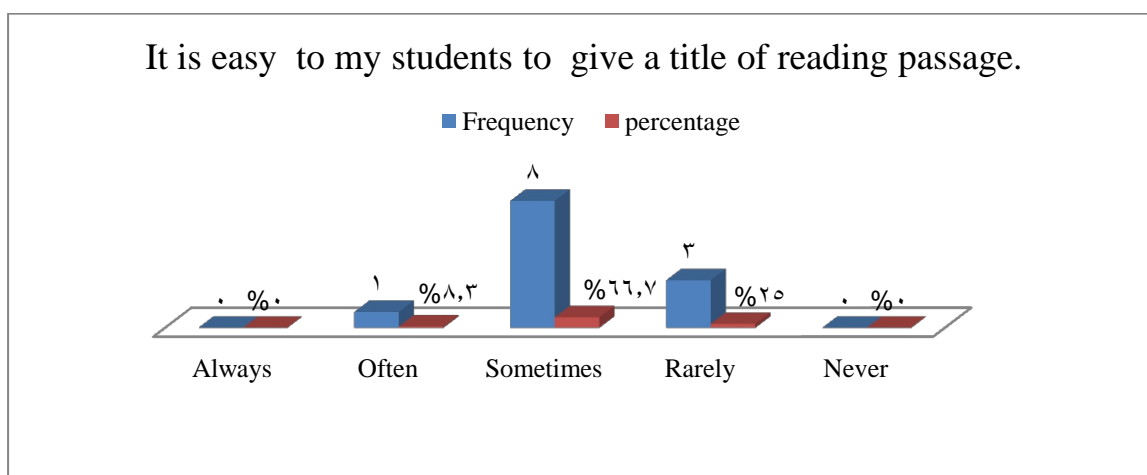 It is easy to my students to give a title of reading passage.
Frequency percentage
٨
٣
١
٠ %٠ %٨,٣ %٦٦,٧ %٢٥ ٠ %٠
Always Often Sometimes Rarely Never